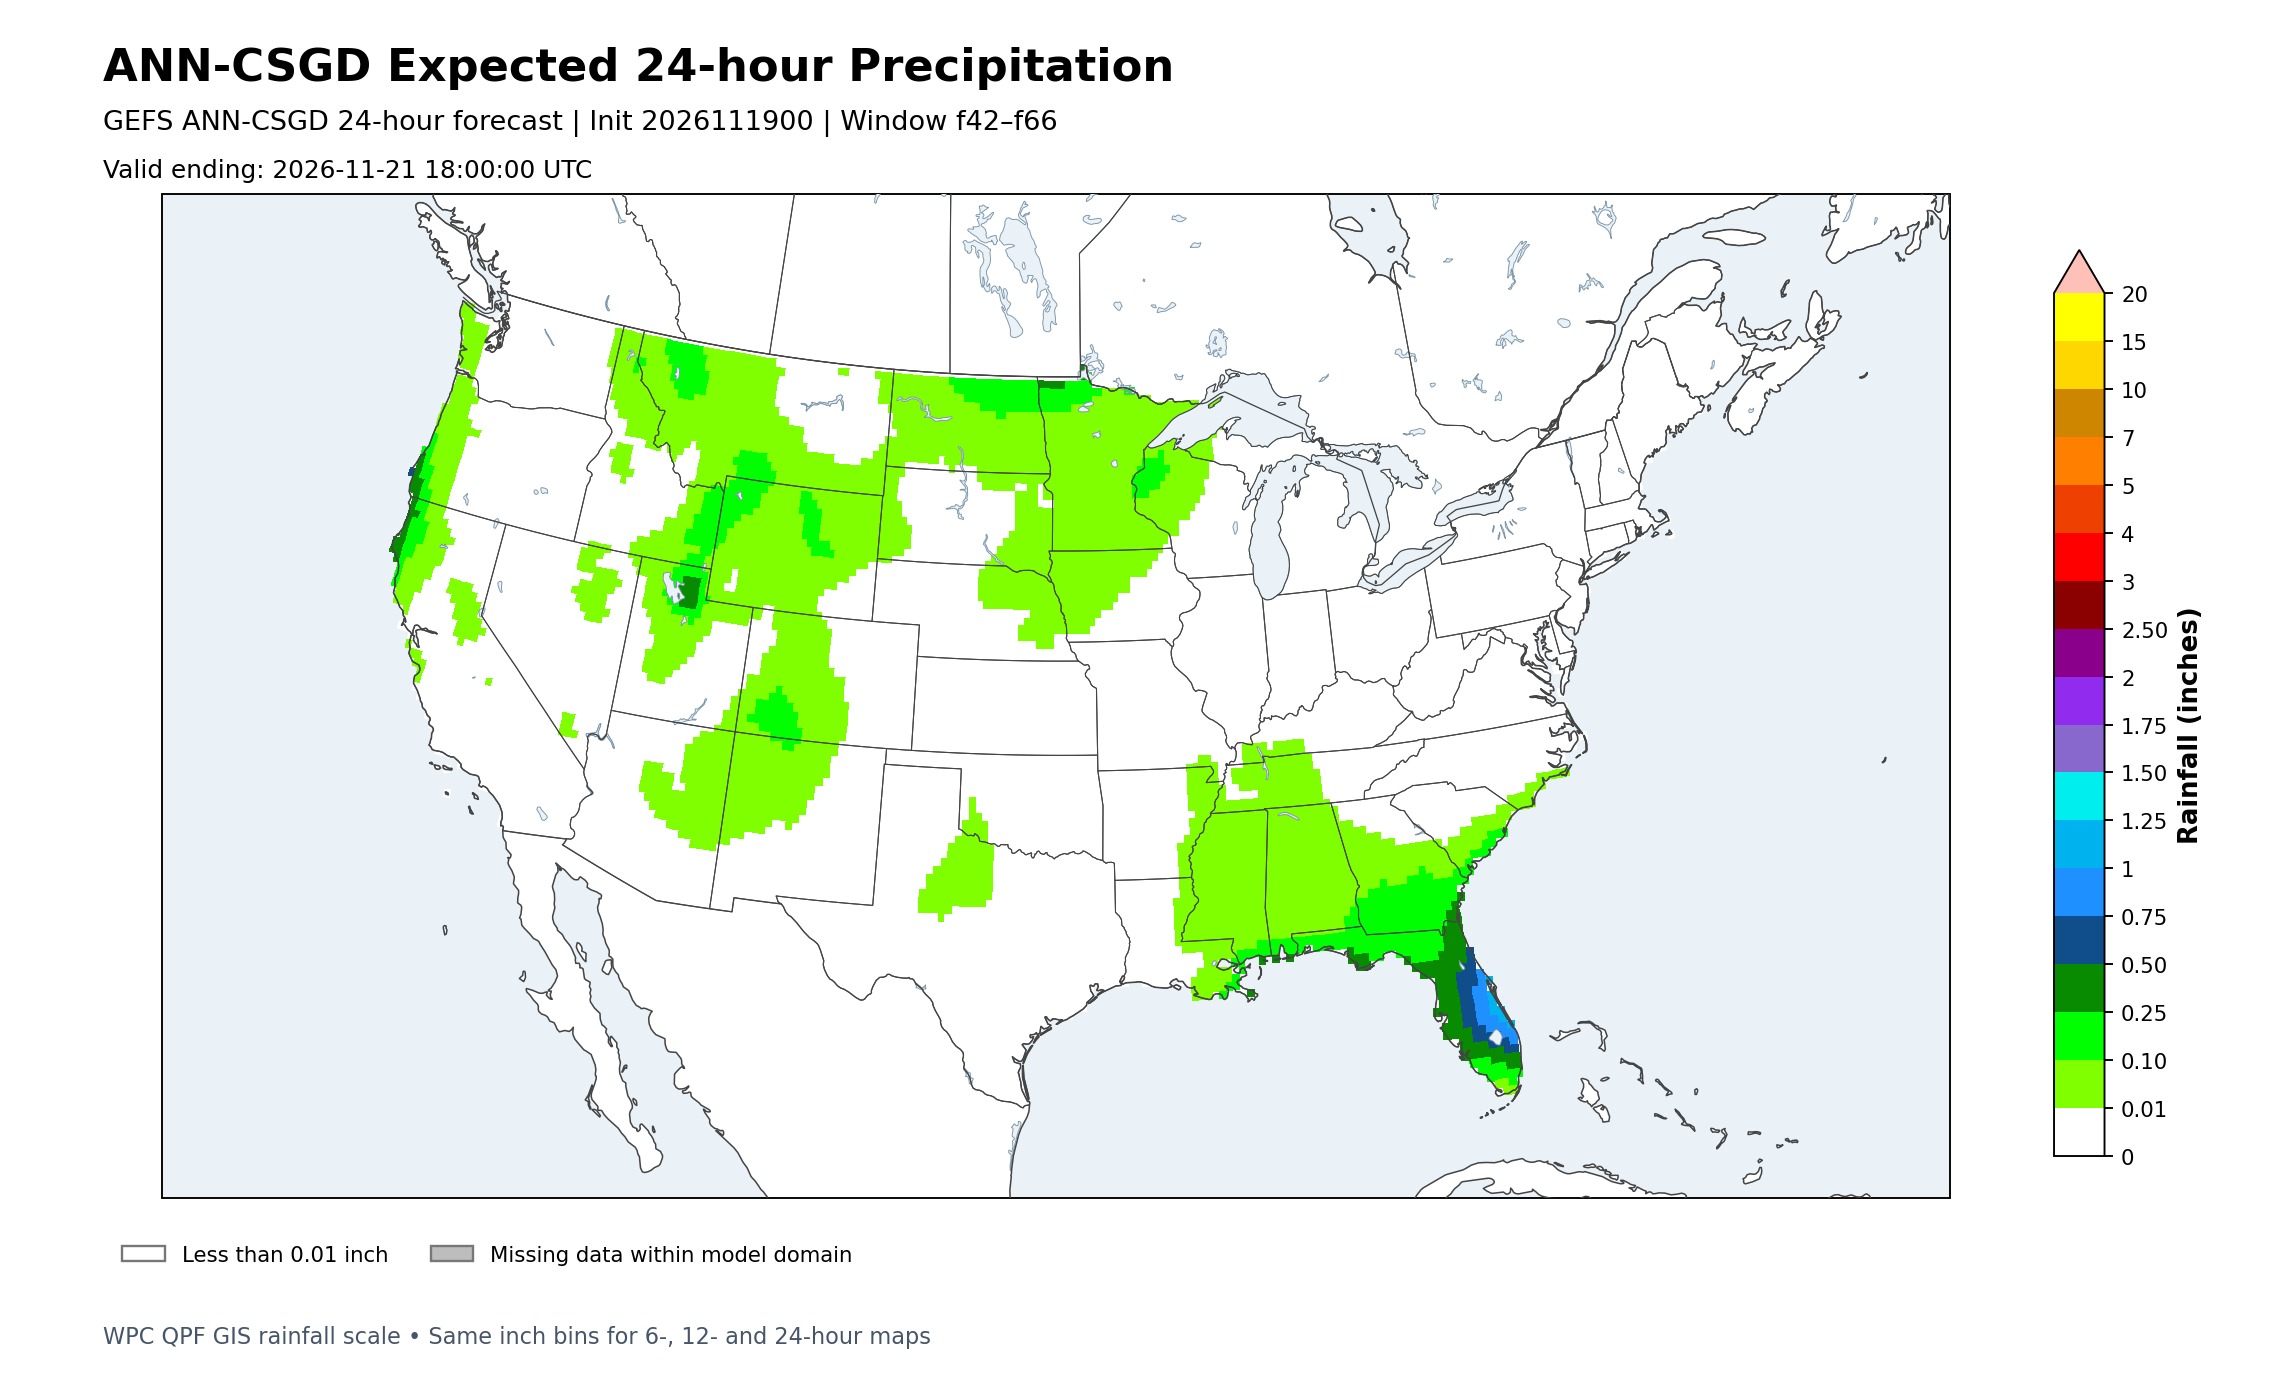 ANN-CSGD Expected 24-hour Precipitation
GEFS ANN-CSGD 24-hour forecast | Init 2026111900 | Window f42–f66
Valid ending: 2026-11-21 18:00:00 UTC
20
15
10
7
5
4
3
2.50
2
1.75
1.50
1.25
1
0.75
0.50
0.25
0.10
0.01
0
Rainfall (inches)
Less than 0.01 inch
Missing data within model domain
WPC QPF GIS rainfall scale • Same inch bins for 6-, 12- and 24-hour maps